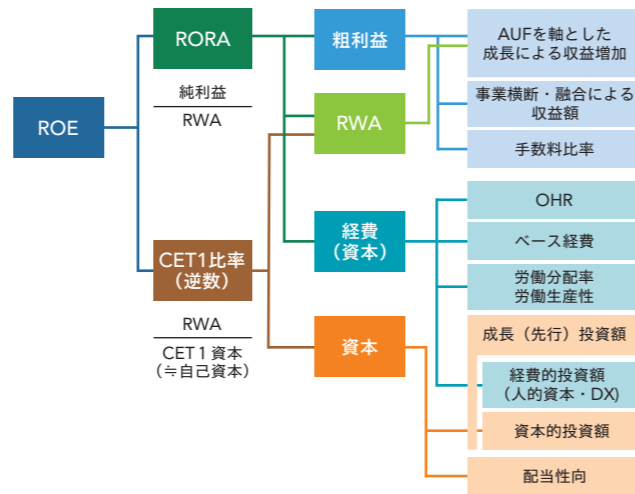 ROE
RORA
純利益
RWA
CET1比率
(逆数)
RWA
CET1資本
(≒自己資本)
粗利益
RWA
経費
(資本)
資本
AUFを軸とした
成長による収益増加
事業横断・融合による
収益額
手数料比率
OHR
ベース経費
労働分配率
労働生産性
成長(先行)投資額
経費的投資額
(人的資本・DX)
資本的投資額
配当性向